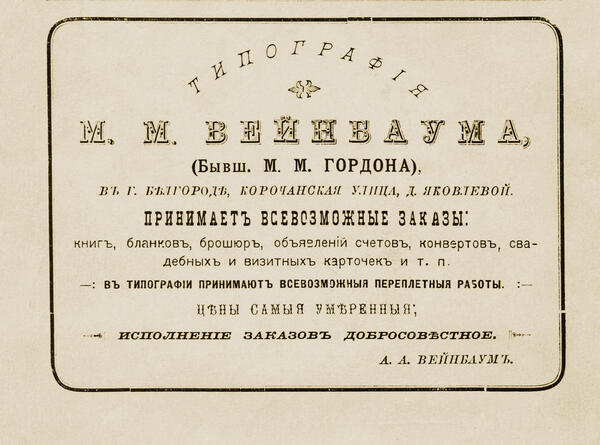 ТИПОГРАФІЯ
М. М. ВЕЙНБАУМА,
(Бывш. М. М. ГОРДОНА),
ВЪ Г. БѢЛГОРОДѢ, КОРОЧАНСКАЯ УЛИЦА, Д. ЯКОВЛЕВОЙ.
ПРИНИМАЕТЪ ВСЕВОЗМОЖНЫЕ ЗАКАЗЫ:
книгъ, бланковъ, брошюръ, объявленій счетовъ, конвертовъ, сва-
дебныхъ и визитныхъ карточекъ и т. п.
—: ВЪ ТИПОГРАФІИ ПРИНИМАЮТЪ ВСЕВОЗМОЖНЫЯ ПЕРЕПЛЕТНЫЯ РАБОТЫ. :—
ЦѢНЫ САМЫЯ УМѢРЕННЫЯ;
ИСПОЛНЕНІЕ ЗАКАЗОВЪ ДОБРОСОВѢСТНОЕ.
А. А. ВЕЙНБАУМЪ.